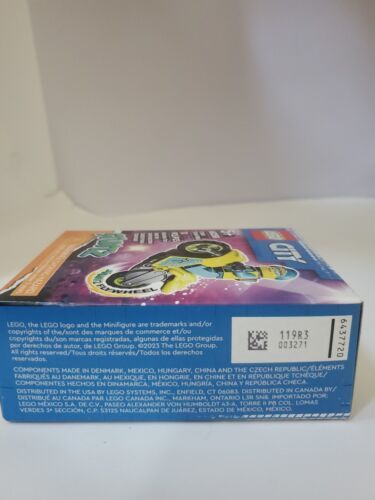 LEGO
CITY
FLYWHEEL
LEGO, the LEGO logo and the Minifigure are trademarks and/or
copyrights of the/sont des marques de commerce et/ou
copyrights du/son marcas registradas, algunas de ellas protegidas
por derechos de autor, de LEGO Group. ©2023 The LEGO Group.
All rights reserved/Tous droits réservés/Todos los derechos
reservados.
119R3
003271
6437720
COMPONENTS MADE IN DENMARK, MEXICO, HUNGARY, CHINA AND THE CZECH REPUBLIC/ÉLÉMENTS
FABRIQUÉS AU DANEMARK, AU MEXIQUE, EN HONGRIE, EN CHINE ET EN RÉPUBLIQUE TCHÈQUE/
COMPONENTES HECHOS EN DINAMARCA, MÉXICO, HUNGRÍA, CHINA Y REPÚBLICA CHECA.
DISTRIBUTED IN THE USA BY LEGO SYSTEMS, INC., ENFIELD, CT 06083. DISTRIBUTED IN CANADA BY/
DISTRIBUÉ AU CANADA PAR LEGO CANADA INC., MARKHAM, ONTARIO L3R 5N8. IMPORTADO POR:
LEGO MÉXICO S.A. DE C.V., PASEO ALEXANDER VON HUMBOLDT 43-A, TORRE II PB COL. LOMAS
VERDES 5ª SECCIÓN, C.P. 53125 NAUCALPAN DE JUÁREZ, ESTADO DE MÉXICO, MÉXICO.